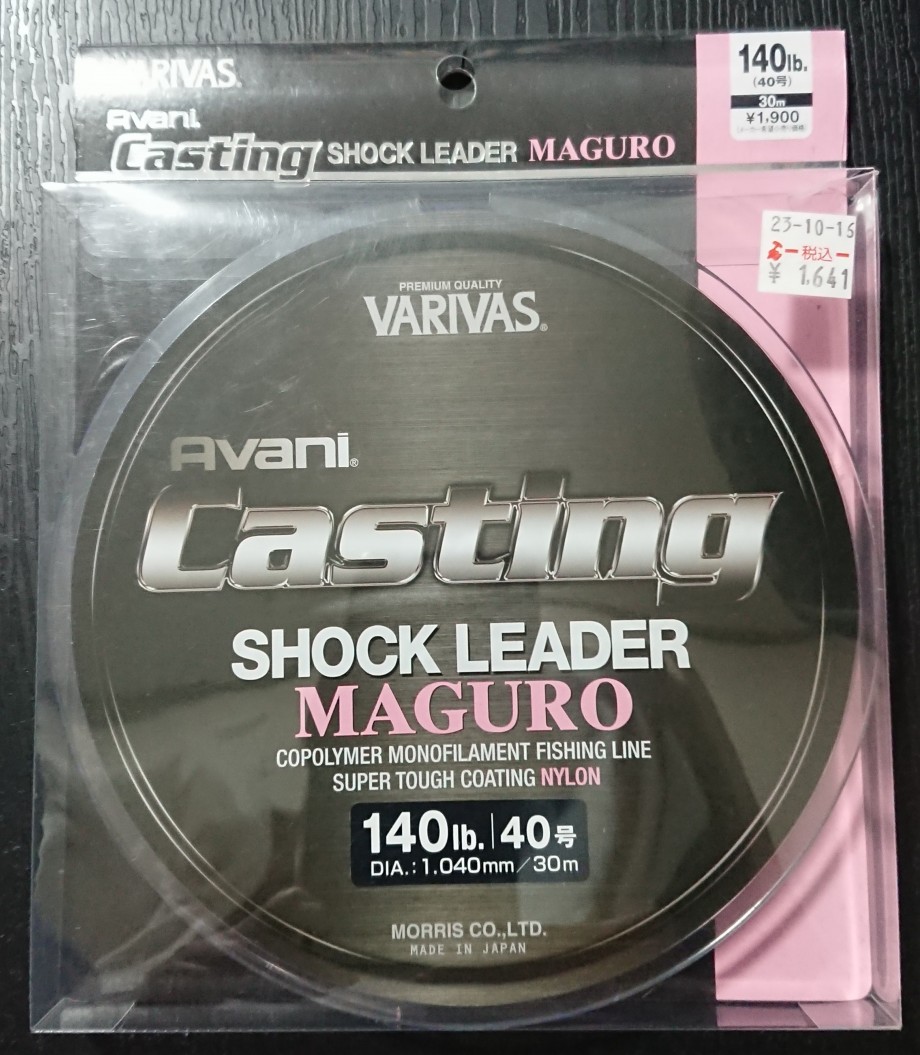 VARIVAS®
Avani
Casting SHOCK LEADER MAGURO
140lb.
(40号)
30m
¥1,900
23-10-16
税込
¥ 1,641
PREMIUM QUALITY
VARIVAS®
Avani®
Casting
SHOCK LEADER
MAGURO
COPOLYMER MONOFILAMENT FISHING LINE
SUPER TOUGH COATING NYLON
140lb. 40号
DIA.:1.040mm/30m
MORRIS CO.,LTD.
MADE IN JAPAN